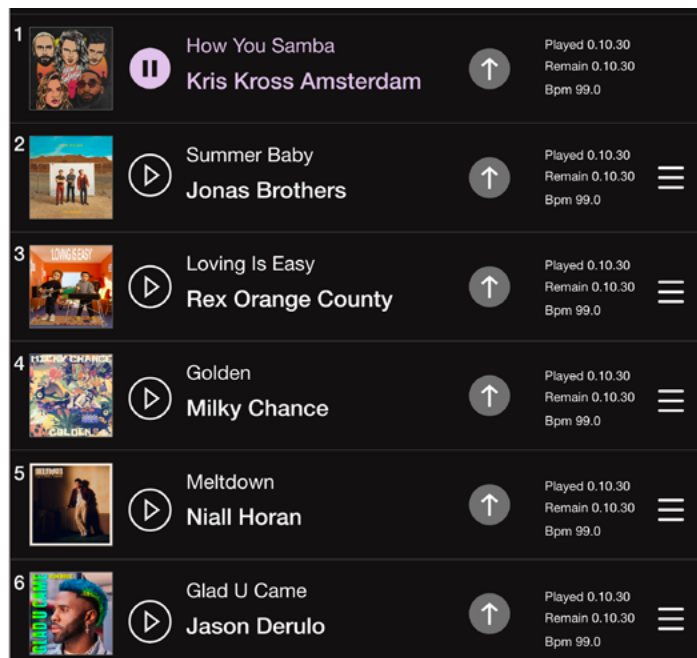 1
How You Samba
Kris Kross Amsterdam
Played 0.10.30
Remain 0.10.30
Bpm 99.0
2
Summer Baby
Jonas Brothers
Played 0.10.30
Remain 0.10.30
Bpm 99.0
3
LOVING IS EASY
Loving Is Easy
Rex Orange County
Played 0.10.30
Remain 0.10.30
Bpm 99.0
4
MILKY CHANCE
GOLDEN
Golden
Milky Chance
Played 0.10.30
Remain 0.10.30
Bpm 99.0
5
MELTDOWN
Meltdown
Niall Horan
Played 0.10.30
Remain 0.10.30
Bpm 99.0
6
GLAD U CAME
Glad U Came
Jason Derulo
Played 0.10.30
Remain 0.10.30
Bpm 99.0